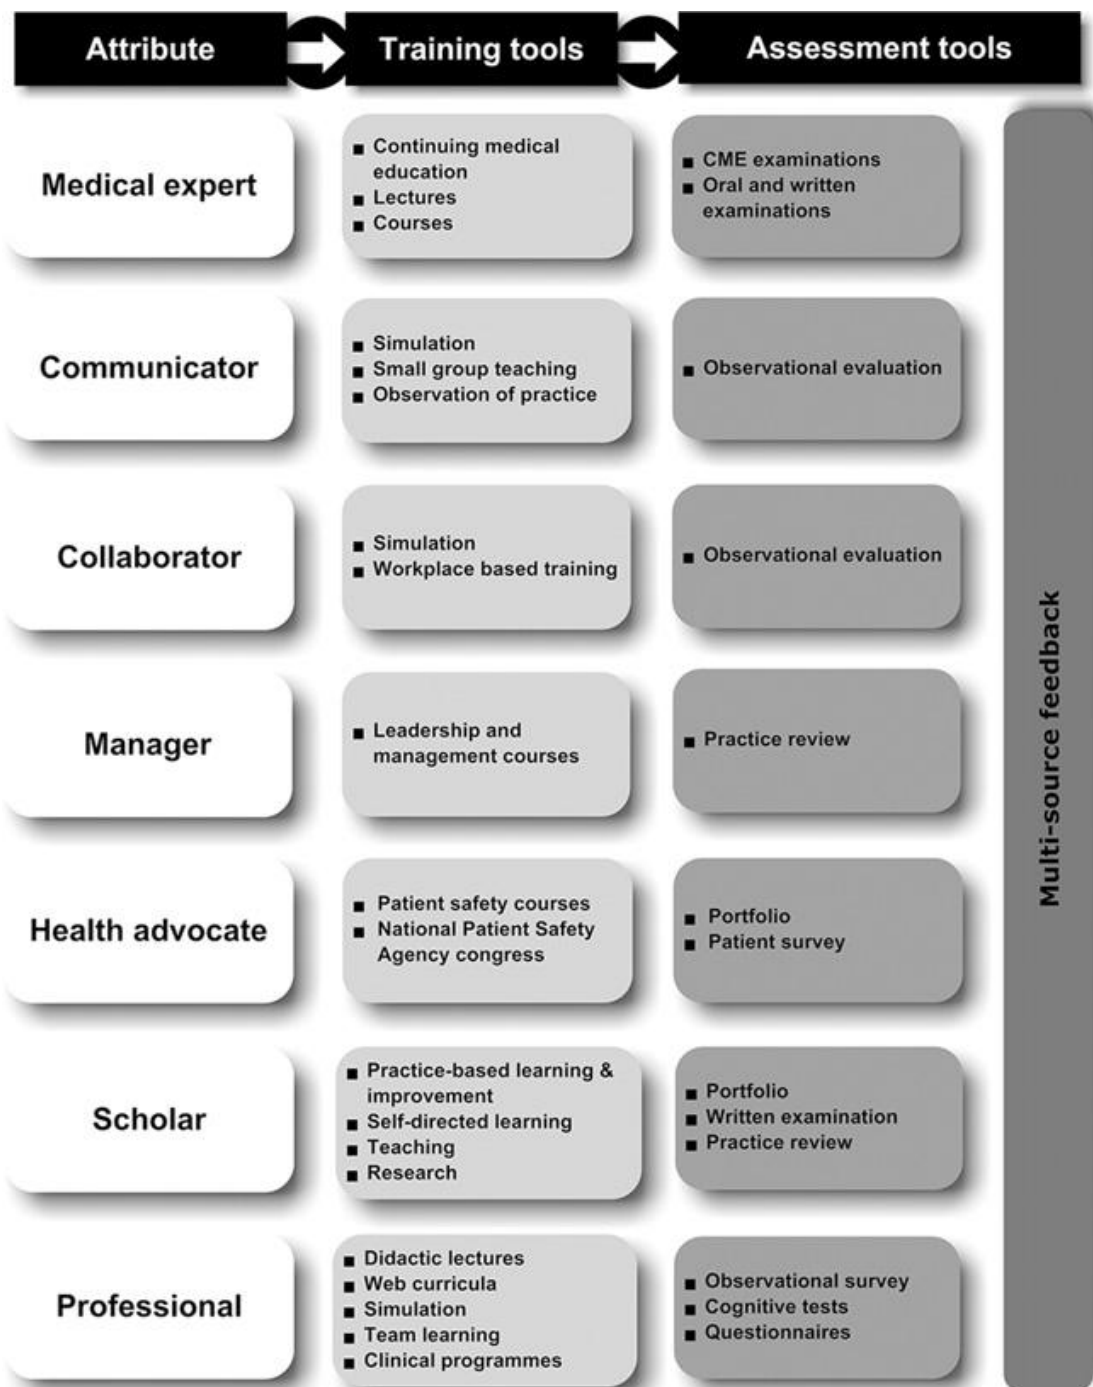 Attribute
Training tools
Assessment tools
Medical expert
■ Continuing medical
education
■ Lectures
■ Courses
■ CME examinations
■ Oral and written
examinations
Communicator
■ Simulation
■ Small group teaching
■ Observation of practice
■ Observational evaluation
Collaborator
■ Simulation
■ Workplace based training
■ Observational evaluation
Manager
■ Leadership and
management courses
■ Practice review
Health advocate
■ Patient safety courses
■ National Patient Safety
Agency congress
■ Portfolio
■ Patient survey
Scholar
■ Practice-based learning &
improvement
■ Self-directed learning
■ Teaching
■ Research
■ Portfolio
■ Written examination
■ Practice review
Professional
■ Didactic lectures
■ Web curricula
■ Simulation
■ Team learning
■ Clinical programmes
■ Observational survey
■ Cognitive tests
■ Questionnaires
Multi-source feedback